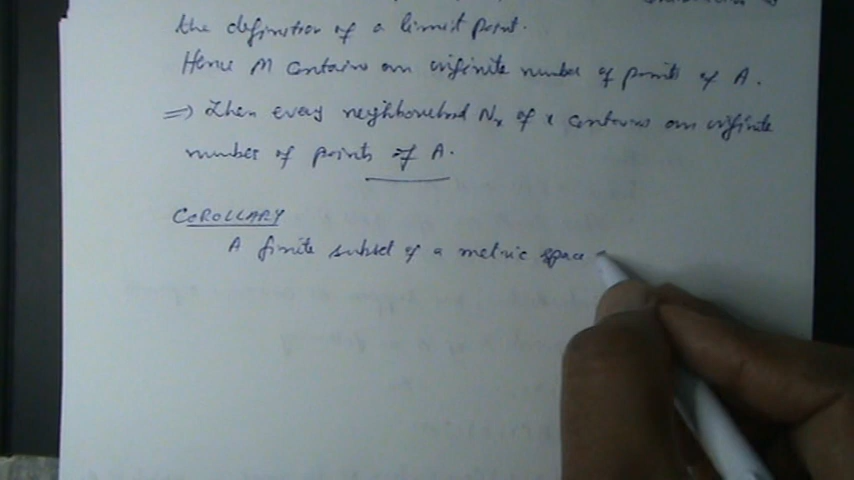 the definition of a limit point.
Hence M contains an infinite number of points of A.
=> Then every neighbourhood Nx of x contains an infinite
number of points of A.
COROLLARY
A finite subset of a metric space